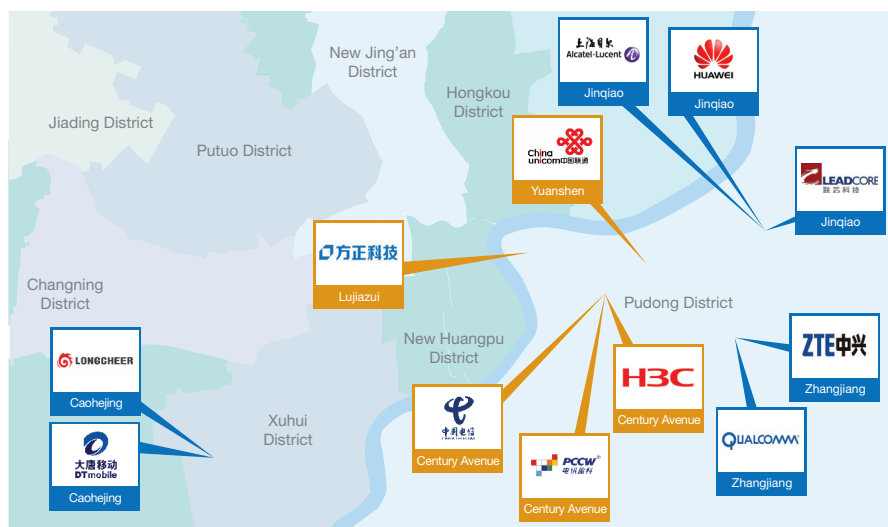 New Jing'an
District
上海贝尔
Alcatel·Lucent
Jinqiao
HUAWEI
Jinqiao
Hongkou
District
Jiading District
China
unicom中国联通
Yuanshen
Putuo District
LEADCORE
联芯科技
Jinqiao
方正科技
Lujiazui
Changning
District
Pudong District
New Huangpu
District
LONGCHEER
Caohejing
ZTE中兴
Zhangjiang
H3C
Century Avenue
中国电信
CHINA TELECOM
Century Avenue
Xuhui
District
大唐移动
DTmobile
Caohejing
PCCW®
电讯盈科
Century Avenue
QUALCOMM®
Zhangjiang